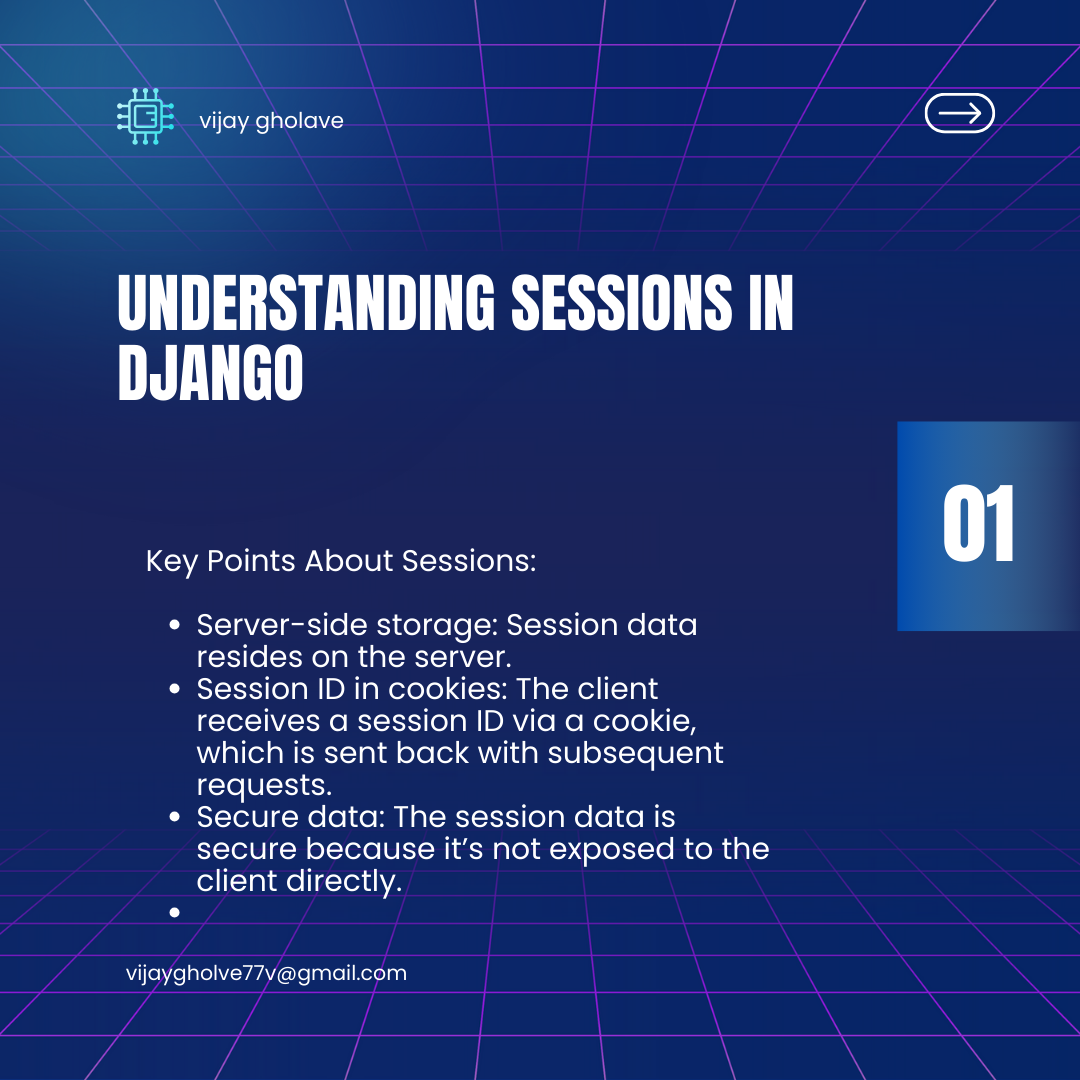 vijay gholave
UNDERSTANDING SESSIONS IN
DJANGO
01
Key Points About Sessions:
• Server-side storage: Session data
resides on the server.
• Session ID in cookies: The client
receives a session ID via a cookie,
which is sent back with subsequent
requests.
• Secure data: The session data is
secure because it’s not exposed to the
client directly.
•
vijaygholve77v@gmail.com